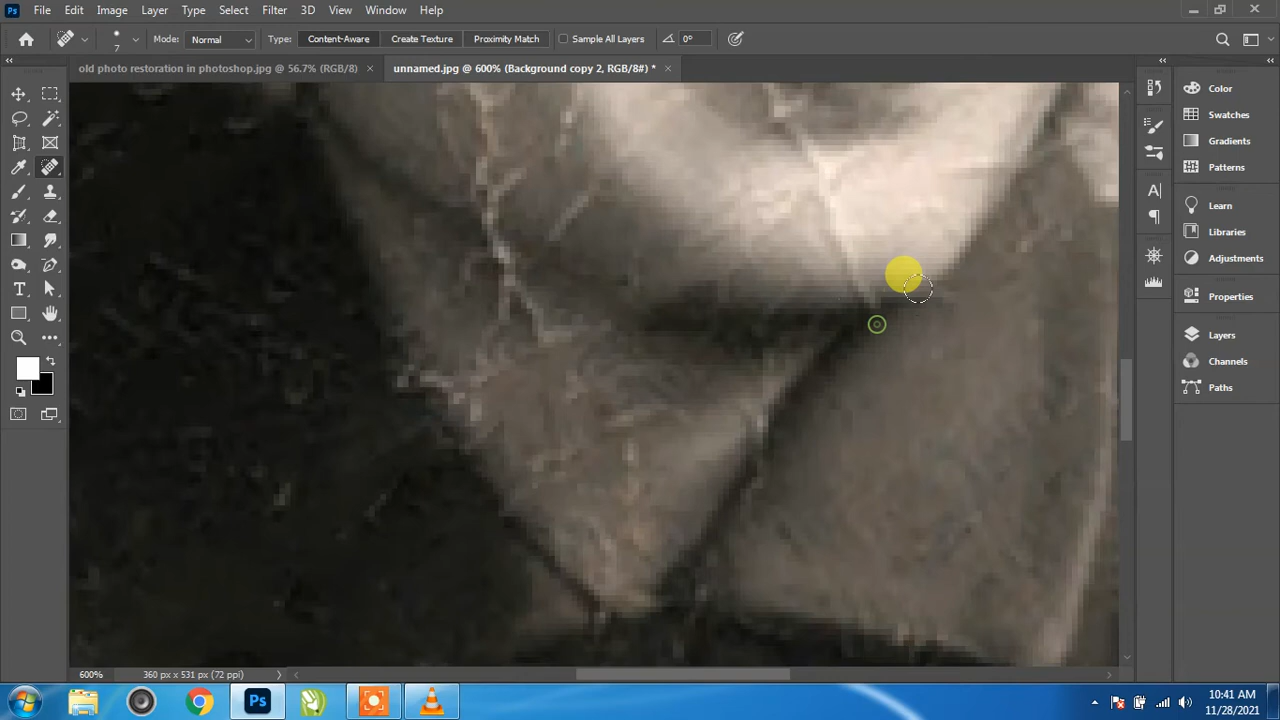 Ps File Edit Image Layer Type Select Filter 3D View Window Help
7 Mode: Normal Type: Content-Aware Create Texture Proximity Match Sample All Layers 0°
old photo restoration in photoshop.jpg @ 56.7% (RGB/8) × unnamed.jpg @ 600% (Background copy 2, RGB/8#) * ×
Color
Swatches
Gradients
Patterns
Learn
Libraries
Adjustments
Properties
Layers
Channels
Paths
600% 360 px x 531 px (72 ppi)
Ps
10:41 AM
11/28/2021